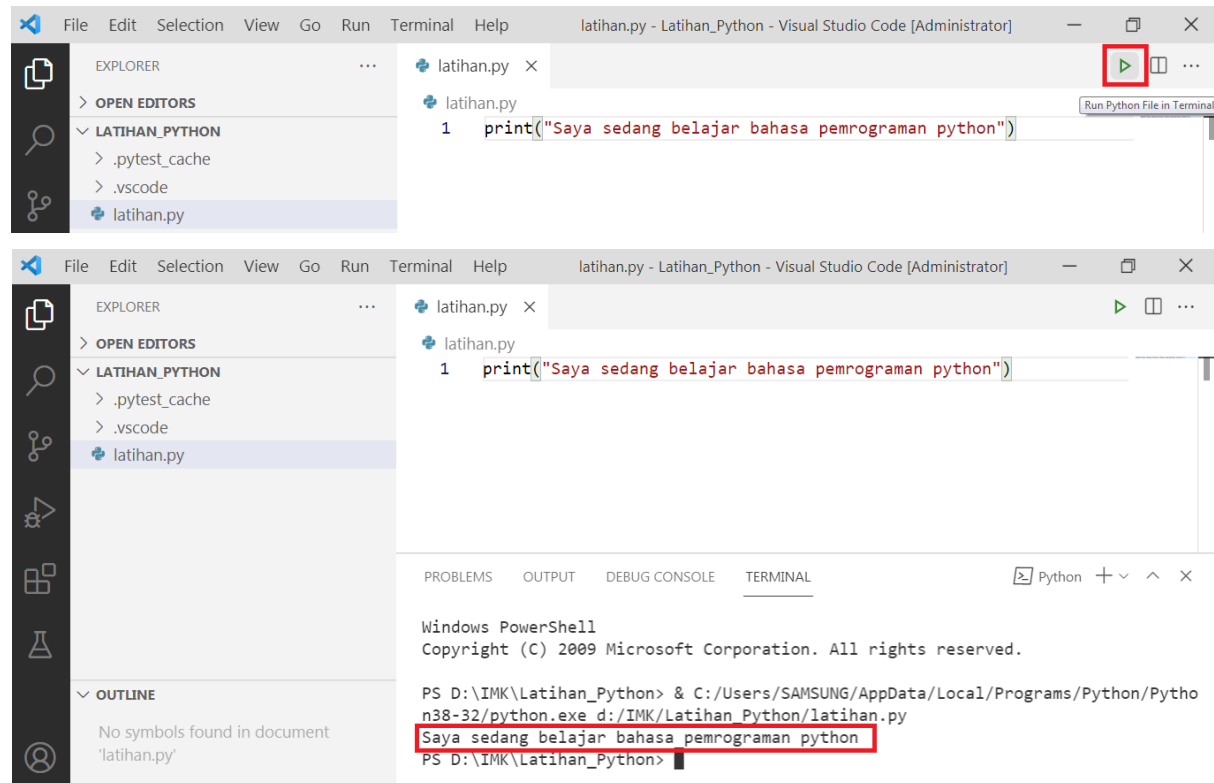 File Edit Selection View Go Run Terminal Help latihan.py - Latihan_Python - Visual Studio Code [Administrator]
EXPLORER ... latihan.py
> OPEN EDITORS latihan.py
Run Python File in Terminal
LATIHAN_PYTHON 1 print("Saya sedang belajar bahasa pemrograman python")
> .pytest_cache
> .vscode
latihan.py
File Edit Selection View Go Run Terminal Help latihan.py - Latihan_Python - Visual Studio Code [Administrator]
EXPLORER ... latihan.py
> OPEN EDITORS latihan.py
LATIHAN_PYTHON 1 print("Saya sedang belajar bahasa pemrograman python")
> .pytest_cache
> .vscode
latihan.py
PROBLEMS OUTPUT DEBUG CONSOLE TERMINAL Python
Windows PowerShell
Copyright (C) 2009 Microsoft Corporation. All rights reserved.
PS D:\IMK\Latihan_Python> & C:/Users/SAMSUNG/AppData/Local/Programs/Python/Pytho
n38-32/python.exe d:/IMK/Latihan_Python/latihan.py
Saya sedang belajar bahasa pemrograman python
PS D:\IMK\Latihan_Python>
OUTLINE
No symbols found in document
'latihan.py'